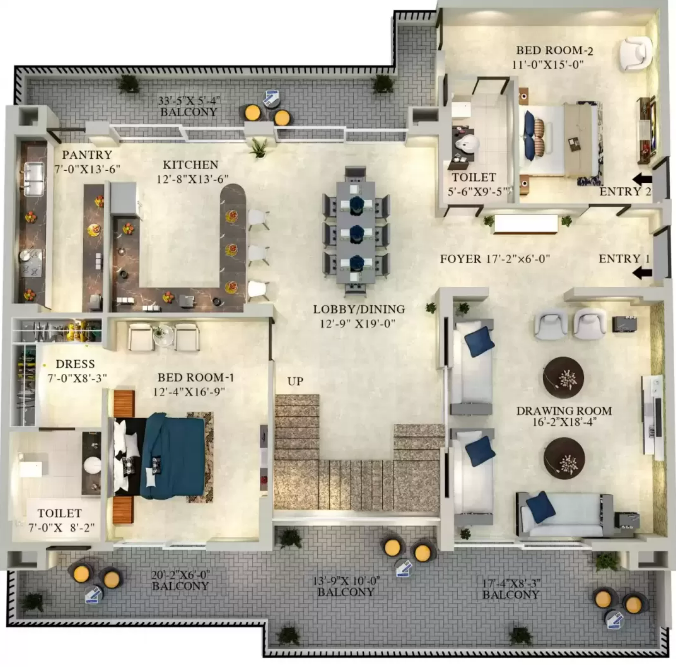 BED ROOM-2
11'-0"X15'-0"
33'-5"X 5'-4"
BALCONY
PANTRY
7'-0"X13'-6"
KITCHEN
12'-8"X13'-6"
TOILET
5'-6"X9'-5"
ENTRY 2
FOYER 17'-2"×6'-0"
ENTRY 1
LOBBY/DINING
12'-9" X19'-0"
DRESS
7'-0"X8'-3"
BED ROOM-1
12'-4"X16'-9"
UP
DRAWING ROOM
16'-2"X18'-4"
TOILET
7'-0"X 8'-2"
20'-2"X6'-0"
BALCONY
13'-9"X 10'-0"
BALCONY
17'-4"X8'-3"
BALCONY